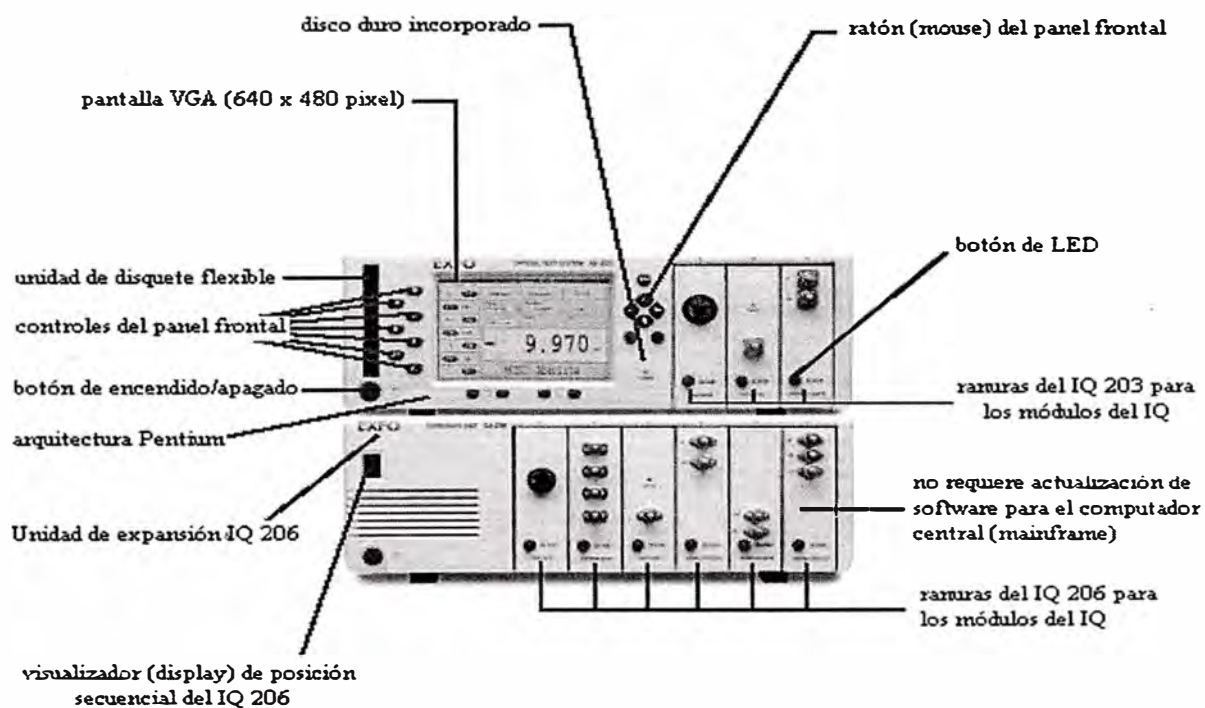 disco duro incorporado
ratón (mouse) del panel frontal
pantalla VGA (640 x 480 pixel)
botón de LED
unidad de disquete flexible
EXFO
controles del panel frontal
9.970
botón de encendido/apagado
ranuras del IQ 203 para
los módulos del IQ
arquitectura Pentium
EXFO
no requiere actualización de
software para el computador
central (mainframe)
Unidad de expansión IQ 206
ranuras del IQ 206 para
los módulos del IQ
visualizador (display) de posición
secuencial del IQ 206